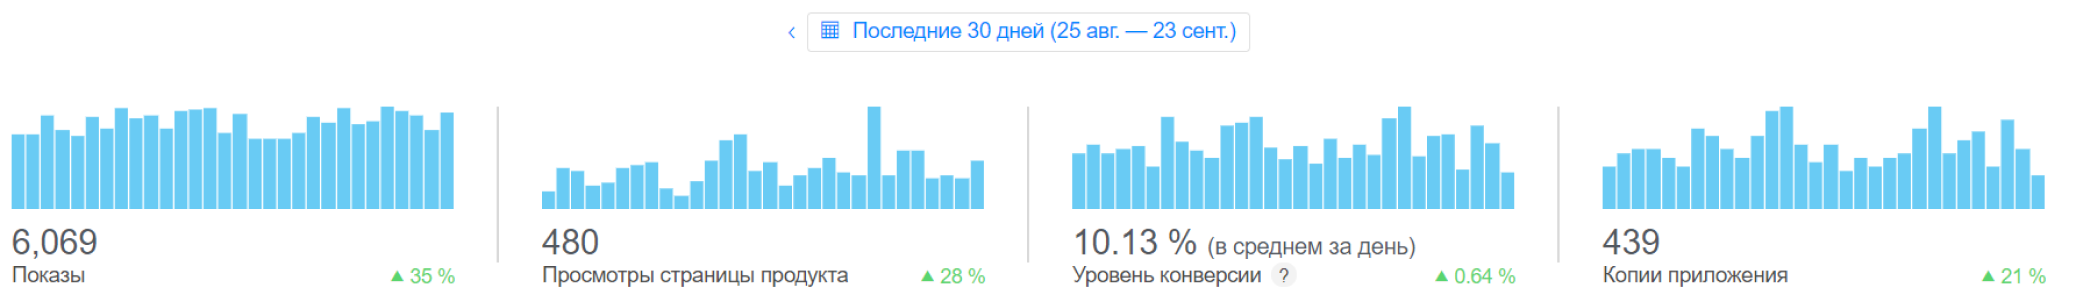 Последние 30 дней (25 авг. — 23 сент.)
6,069
Показы ▲ 35 %
480
Просмотры страницы продукта ▲ 28 %
10.13 % (в среднем за день)
Уровень конверсии ? ▲ 0.64 %
439
Копии приложения ▲ 21 %